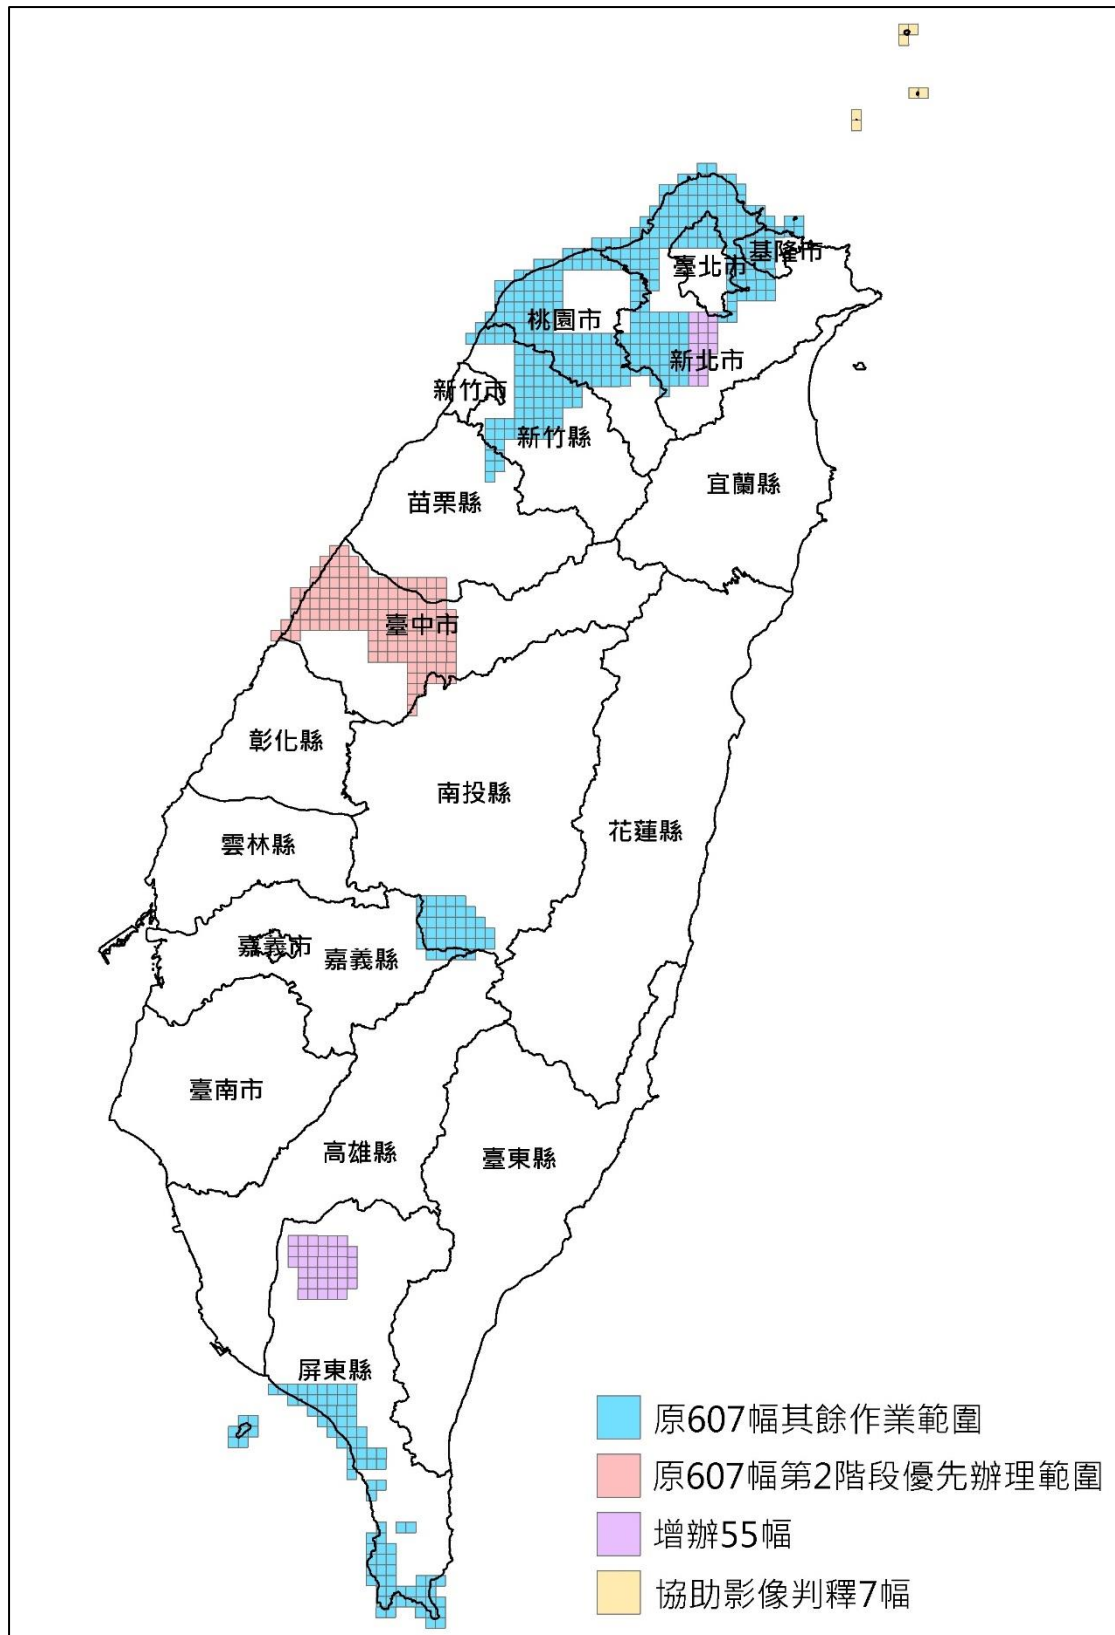 基隆市
臺北市
桃園市
新北市
新竹市
新竹縣
宜蘭縣
苗栗縣
臺中市
彰化縣
南投縣
花蓮縣
雲林縣
嘉義市
嘉義縣
臺南市
高雄縣
臺東縣
屏東縣
原607幅其餘作業範圍
原607幅第2階段優先辦理範圍
增辦55幅
協助影像判釋7幅